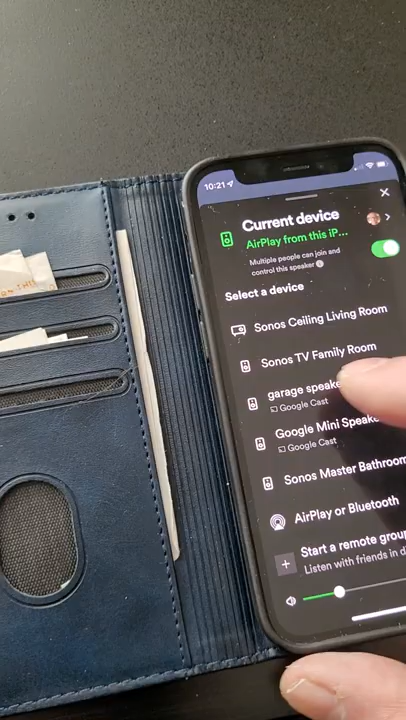 10:21
Current device
AirPlay from this iP...
Multiple people can join and
control this speaker
Select a device
Sonos Ceiling Living Room
Sonos TV Family Room
garage speake
Google Cast
Google Mini Speake
Google Cast
Sonos Master Bathroom
AirPlay or Bluetooth
Start a remote group
Listen with friends in d